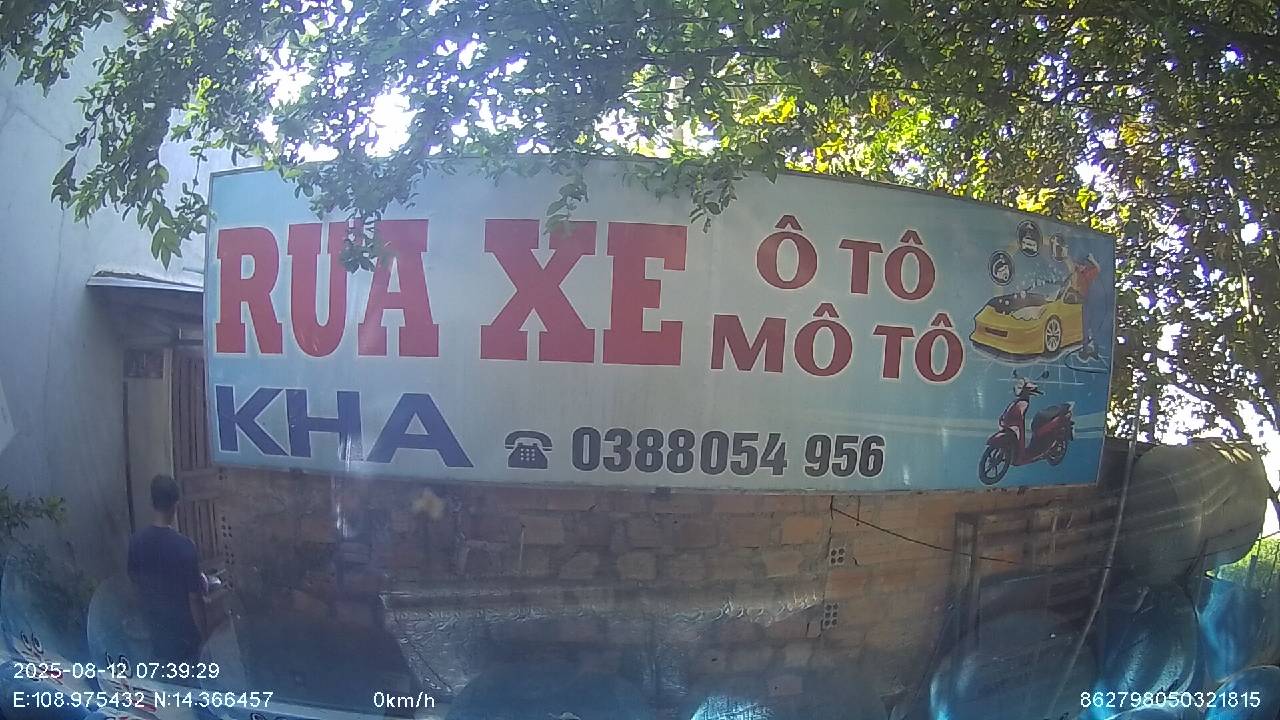 RỬA XE
Ô TÔ
MÔ TÔ
KHA
0388054 956
2025-08-12 07:39:29
E:108.975432 N:14.366457
0km/h
862798050321815